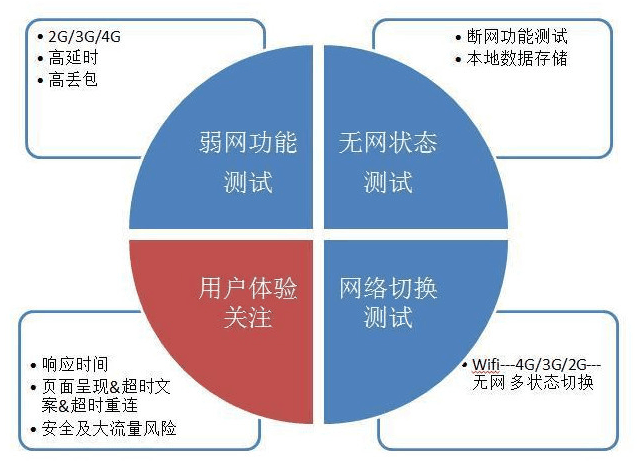 • 2G/3G/4G
• 高延时
• 高丢包
• 断网功能测试
• 本地数据存储
弱网功能
测试
无网状态
测试
用户体验
关注
网络切换
测试
• 响应时间
• 页面呈现&超时文
案&超时重连
• 安全及大流量风险
• Wifi---4G/3G/2G---
无网 多状态切换